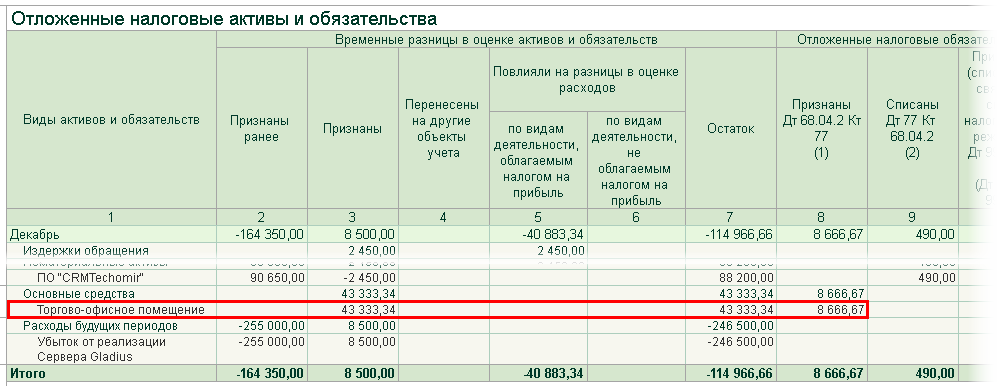 Отложенные налоговые активы и обязательства
Виды активов и обязательств
Временные разницы в оценке активов и обязательств
Отложенные налоговые
Признаны
ранее
Признаны
Перенесены
на другие
объекты
учета
Повлияли на разницы в оценке
расходов
по видам
деятельности,
облагаемым
налогом на
прибыль
по видам
деятельности,
не
облагаемым
налогом на
прибыль
Остаток
Признаны
Дт 68.04.2 Кт
77
(1)
Списаны
Дт 77 Кт
68.04.2
(2)
1 2 3 4 5 6 7 8 9
Декабрь -164 350,00 8 500,00 -40 883,34 -114 966,66 8 666,67 490,00
Издержки обращения 2 450,00 2 450,00
ПО "CRMTechomir" 90 650,00 -2 450,00 88 200,00 490,00
Основные средства 43 333,34 43 333,34 8 666,67
Торгово-офисное помещение 43 333,34 43 333,34 8 666,67
Расходы будущих периодов -255 000,00 8 500,00 -246 500,00
Убыток от реализации -255 000,00 8 500,00 -246 500,00
Сервера Gladius
Итого -164 350,00 8 500,00 -40 883,34 -114 966,66 8 666,67 490,00